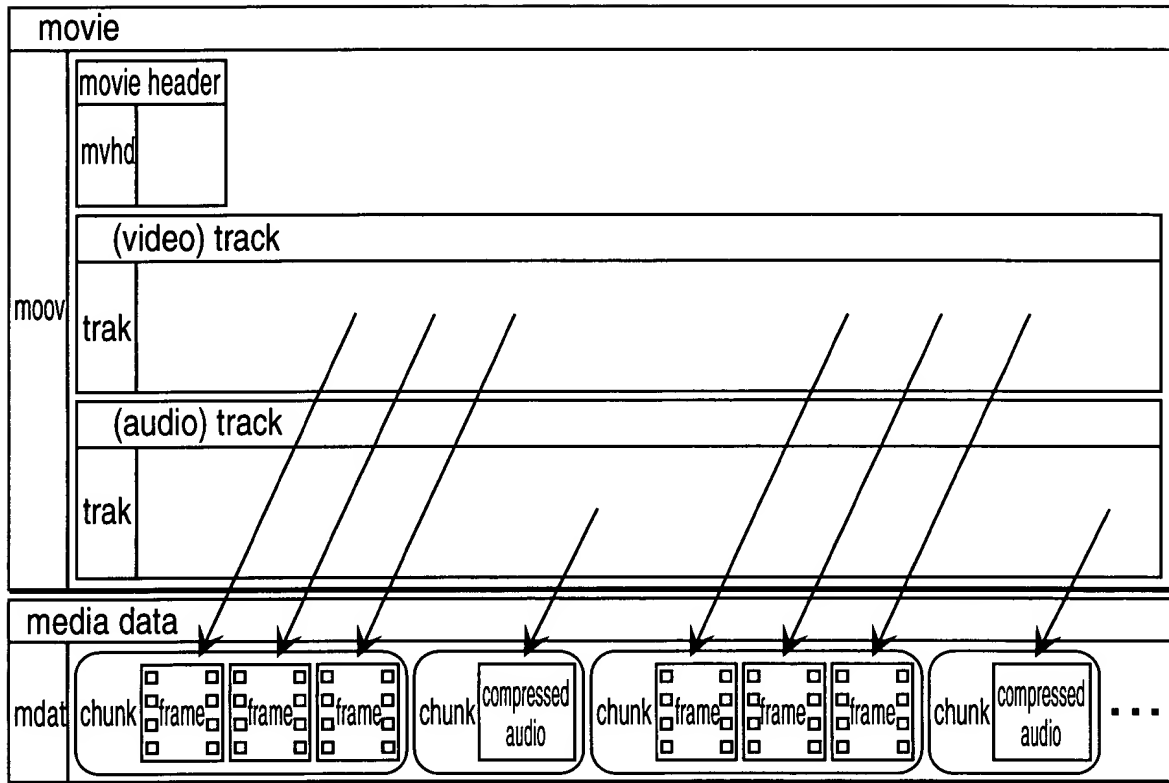 movie
movie header
mvhd
(video) track
moov
trak
(audio) track
trak
media data
mdat
chunk
frame
frame
frame
chunk
compressed
audio
chunk
frame
frame
frame
chunk
compressed
audio
...